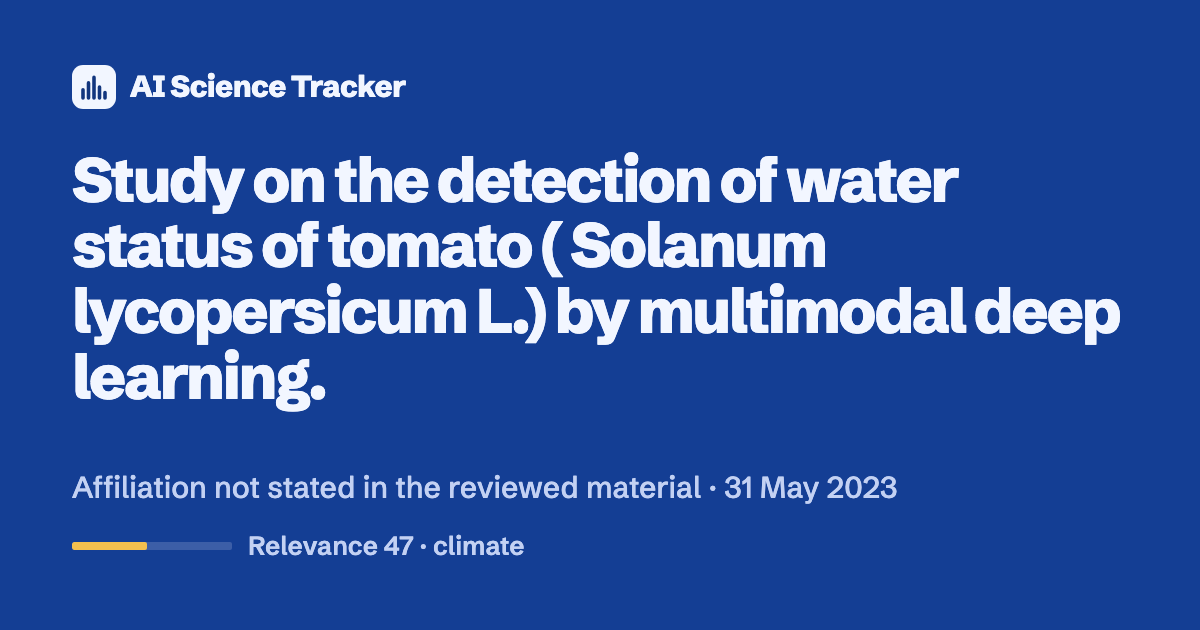 AI Science Tracker
Study on the detection of water
status of tomato ( Solanum
lycopersicum L.) by multimodal deep
learning.
Affiliation not stated in the reviewed material · 31 May 2023
Relevance 47 · climate